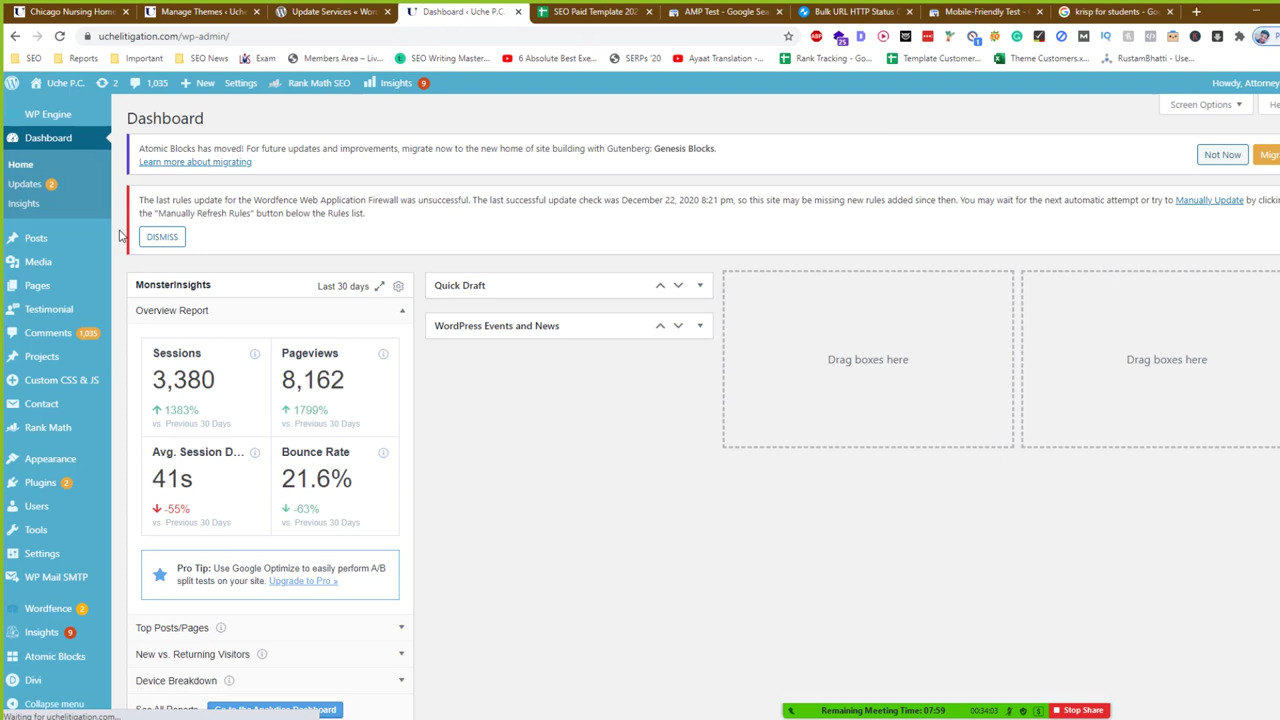 Chicago Nursing Home
Manage Themes ‹ Uche
Update Services « Wor
Dashboard ‹ Uche P.C.
SEO Paid Template 202
AMP Test - Google Sea
Bulk URL HTTP Status C
Mobile-Friendly Test -
krisp for students - Goo
uchelitigation.com/wp-admin/
SEO
Reports
Important
SEO News
Exam
Members Area – Liv...
SEO Writing Master...
6 Absolute Best Exe...
SERPs '20
Ayaat Translation -...
Rank Tracking - Go...
Template Customer...
Theme Customers.x...
RustamBhatti - Use...
Uche P.C.
2
1,035
New
Settings
Rank Math SEO
Insights
9
Howdy, Attorney
WP Engine
Dashboard
Home
Updates 2
Insights
Posts
Media
Pages
Testimonial
Comments 1,035
Projects
Custom CSS & JS
Contact
Rank Math
Appearance
Plugins 2
Users
Tools
Settings
WP Mail SMTP
Wordfence 2
Insights 9
Atomic Blocks
Divi
Collapse menu
Waiting for uchelitigation.com...
Dashboard
Screen Options
He
Atomic Blocks has moved! For future updates and improvements, migrate now to the new home of site building with Gutenberg: Genesis Blocks.
Learn more about migrating
Not Now
Migr
The last rules update for the Wordfence Web Application Firewall was unsuccessful. The last successful update check was December 22, 2020 8:21 pm, so this site may be missing new rules added since then. You may wait for the next automatic attempt or try to Manually Update by clickin
the "Manually Refresh Rules" button below the Rules list.
DISMISS
MonsterInsights
Last 30 days
Overview Report
Sessions
3,380
1383%
vs. Previous 30 Days
Pageviews
8,162
1799%
vs. Previous 30 Days
Avg. Session D...
41s
-55%
vs. Previous 30 Days
Bounce Rate
21.6%
-63%
vs. Previous 30 Days
Pro Tip: Use Google Optimize to easily perform A/B
split tests on your site. Upgrade to Pro »
Top Posts/Pages
New vs. Returning Visitors
Device Breakdown
See All Reports
Go to the Analytics Dashboard
Quick Draft
WordPress Events and News
Drag boxes here
Drag boxes here
Remaining Meeting Time: 07:59
00:34:03
Stop Share